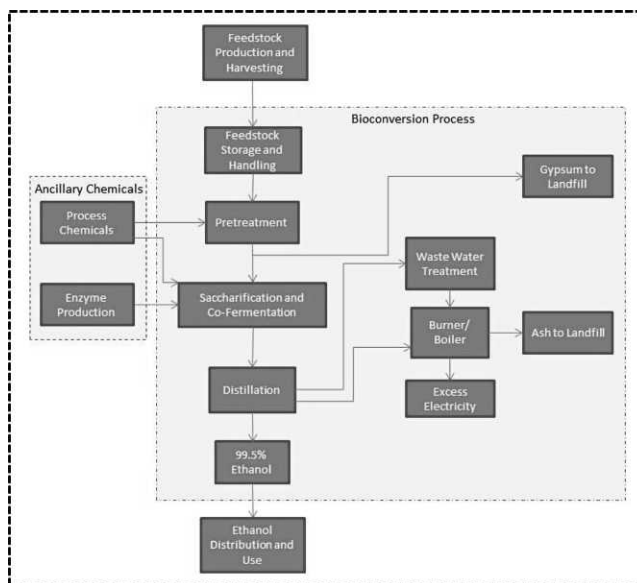 Feedstock
Production and
Harvesting
Bioconversion Process
Feedstock
Storage and
Handling
Gypsum to
Landfill
Ancillary Chemicals
Process
Chemicals
Pretreatment
Waste Water
Treatment
Enzyme
Production
Saccharification and
Co-Fermentation
Burner/
Boiler
Ash to Landfill
Distillation
Excess
Electricity
99.5%
Ethanol
Ethanol
Distribution and
Use